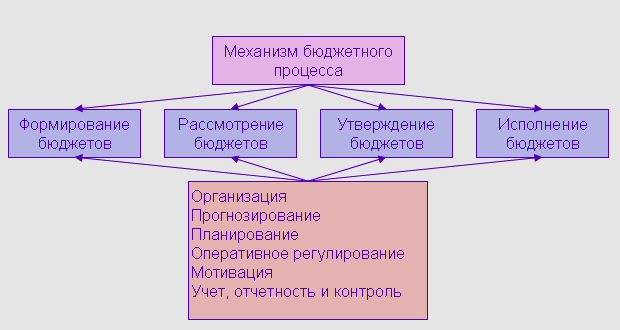 Механизм бюджетного
процесса
Формирование
бюджетов
Рассмотрение
бюджетов
Утверждение
бюджетов
Исполнение
бюджетов
Организация
Прогнозирование
Планирование
Оперативное регулирование
Мотивация
Учет, отчетность и контроль